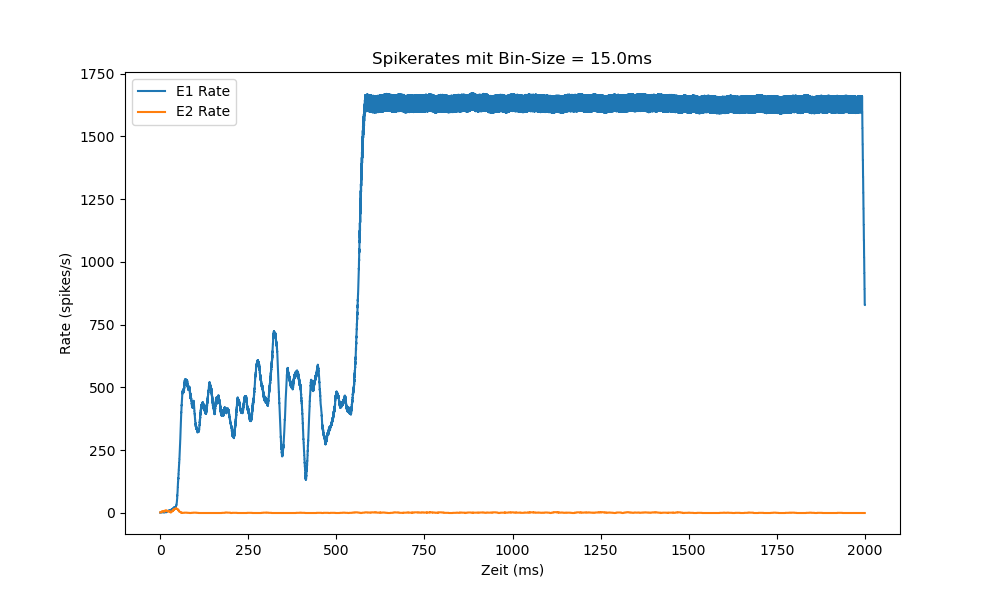 Spikerates mit Bin-Size = 15.0ms
E1 Rate
E2 Rate
1750
1500
1250
1000
750
500
250
0
Rate (spikes/s)
0 250 500 750 1000 1250 1500 1750 2000
Zeit (ms)